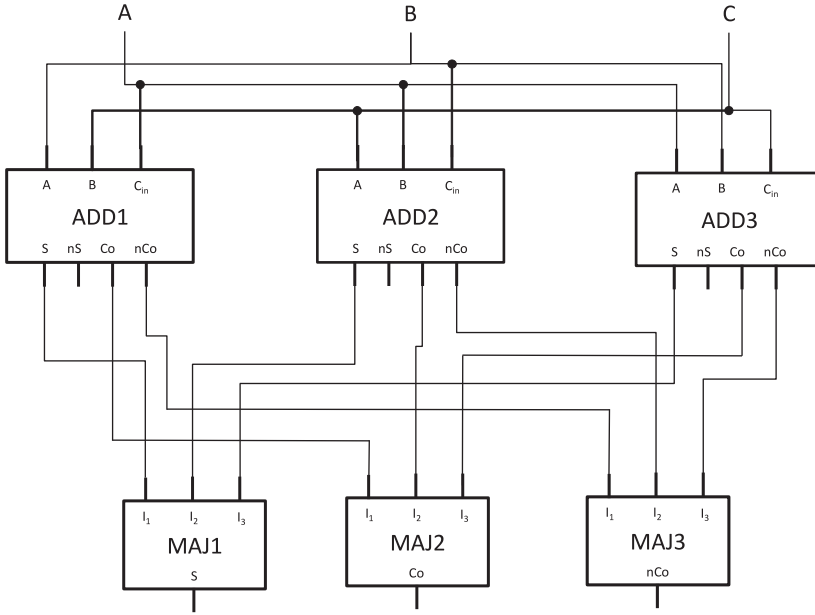 A B C
A B Cin A B Cin A B Cin
ADD1 ADD2 ADD3
S nS Co nCo S nS Co nCo S nS Co nCo
I1 I2 I3 I1 I2 I3 I1 I2 I3
MAJ1 MAJ2 MAJ3
S Co nCo